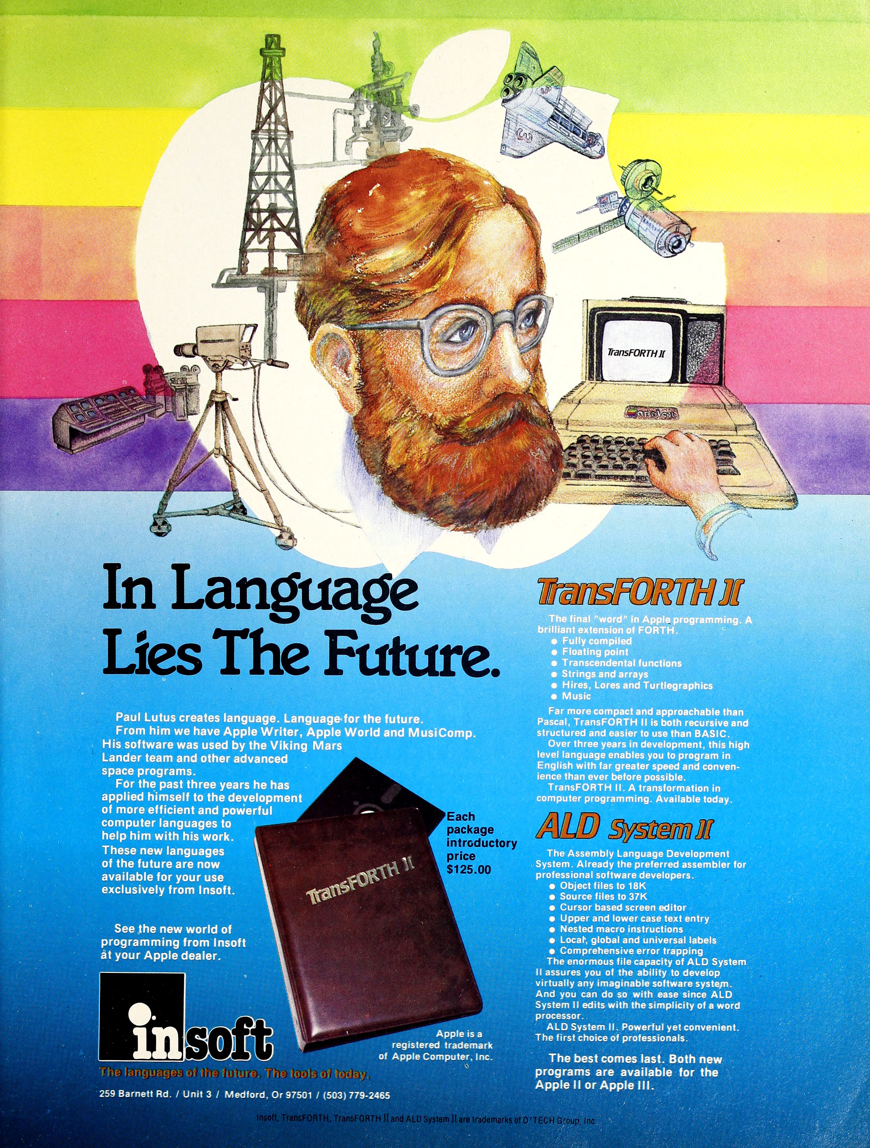 TransFORTH II
In Language
Lies The Future.
Paul Lutus creates language. Language for the future.
From him we have Apple Writer, Apple World and MusiComp.
His software was used by the Viking Mars
Lander team and other advanced
space programs.
For the past three years he has
applied himself to the development
of more efficient and powerful
computer languages to
help him with his work.
These new languages
of the future are now
available for your use
exclusively from Insoft.
See the new world of
programming from Insoft
at your Apple dealer.
Each
package
introductory
price
$125.00
TransFORTH II
insoft
The languages of the future. The tools of today.
259 Barnett Rd. / Unit 3 / Medford, Or 97501 / (503) 779-2465
Apple is a
registered trademark
of Apple Computer, Inc.
TransFORTH II
The final "word" in Apple programming. A
brilliant extension of FORTH.
● Fully compiled
● Floating point
● Transcendental functions
● Strings and arrays
● Hires, Lores and Turtlegraphics
● Music
Far more compact and approachable than
Pascal, TransFORTH II is both recursive and
structured and easier to use than BASIC.
Over three years in development, this high
level language enables you to program in
English with far greater speed and conven-
ience than ever before possible.
TransFORTH II. A transformation in
computer programming. Available today.
ALD System II
The Assembly Language Development
System. Already the preferred assembler for
professional software developers.
● Object files to 18K
● Source files to 37K
● Cursor based screen editor
● Upper and lower case text entry
● Nested macro instructions
● Local, global and universal labels
● Comprehensive error trapping
The enormous file capacity of ALD System
II assures you of the ability to develop
virtually any imaginable software system.
And you can do so with ease since ALD
System II edits with the simplicity of a word
processor.
ALD System II. Powerful yet convenient.
The first choice of professionals.
The best comes last. Both new
programs are available for the
Apple II or Apple III.
Insoft, TransFORTH, TransFORTH II and ALD System II are trademarks of D'TECH Group, Inc